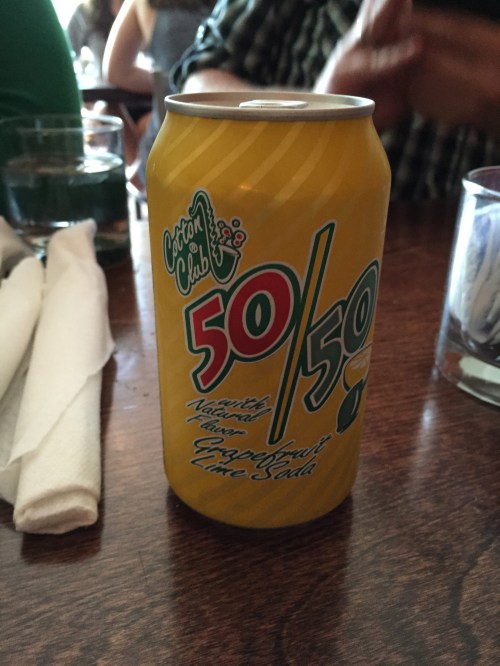 Cotton
Club
50/50
with
Natural
Flavor
Grapefruit
Lime Soda